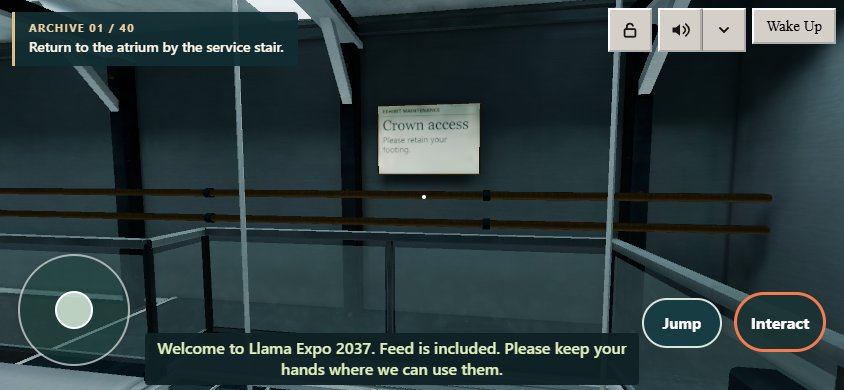 ARCHIVE 01 / 40
Return to the atrium by the service stair.
Wake Up
EXHIBIT MAINTENANCE
Crown access
Please retain your
footing.
Jump
Interact
Welcome to Llama Expo 2037. Feed is included. Please keep your
hands where we can use them.